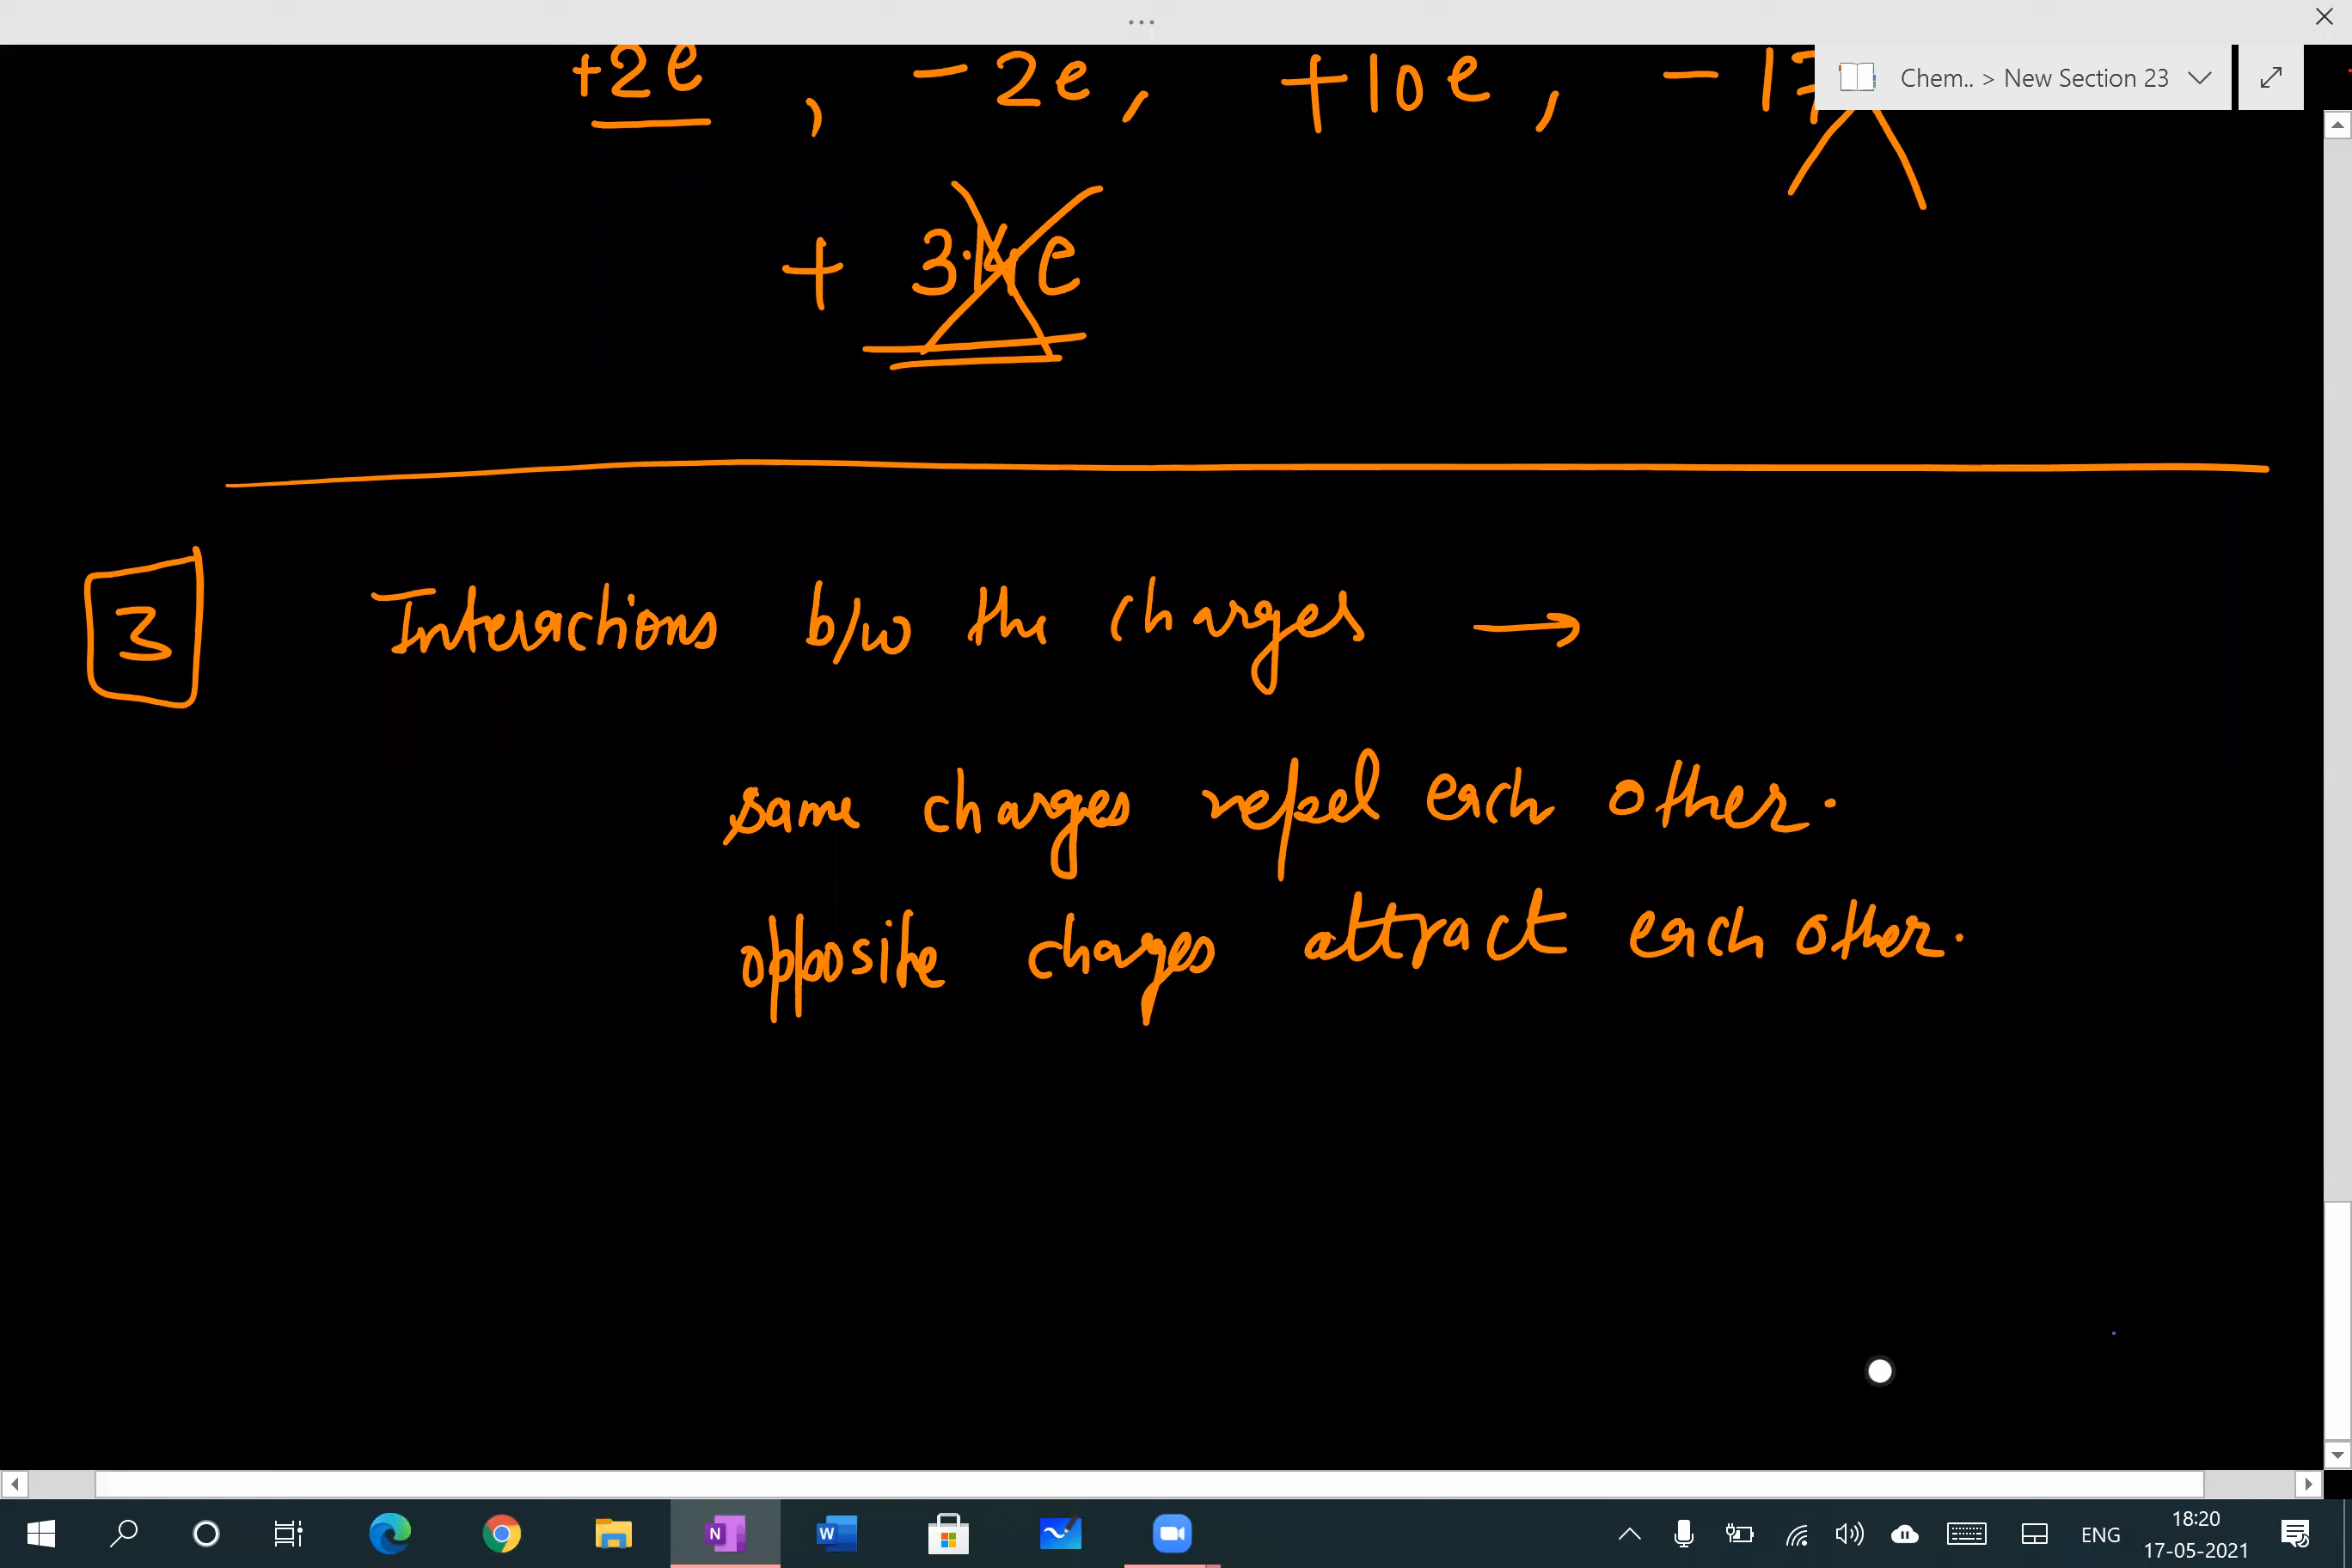 Chem.. > New Section 23
+2e , - 2e, +10e, - 17
+ 3.4e
3 Interactions b/w the charges →
same charges repel each other.
opposite charges attract each other.
ENG
18:20
17-05-2021